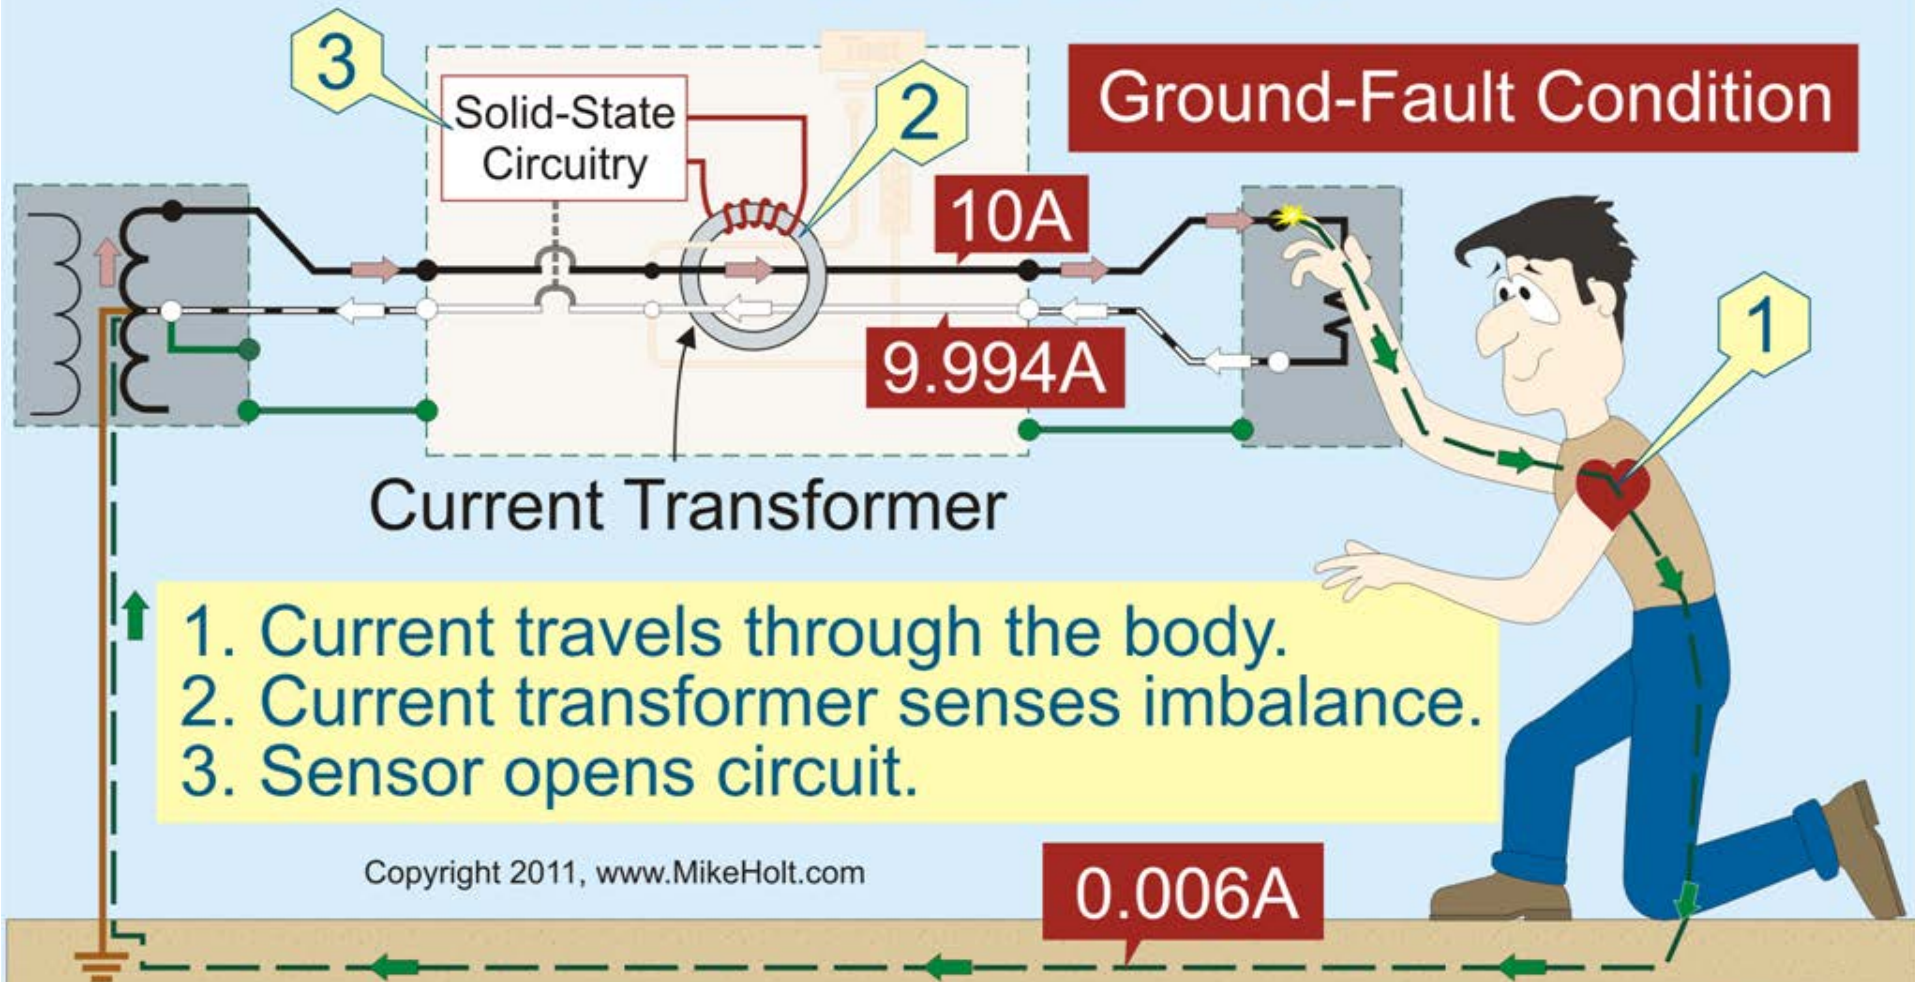 3
Test
Solid-State
Circuitry
2
Ground-Fault Condition
10A
9.994A
1
Current Transformer
1. Current travels through the body.
2. Current transformer senses imbalance.
3. Sensor opens circuit.
Copyright 2011, www.MikeHolt.com
0.006A